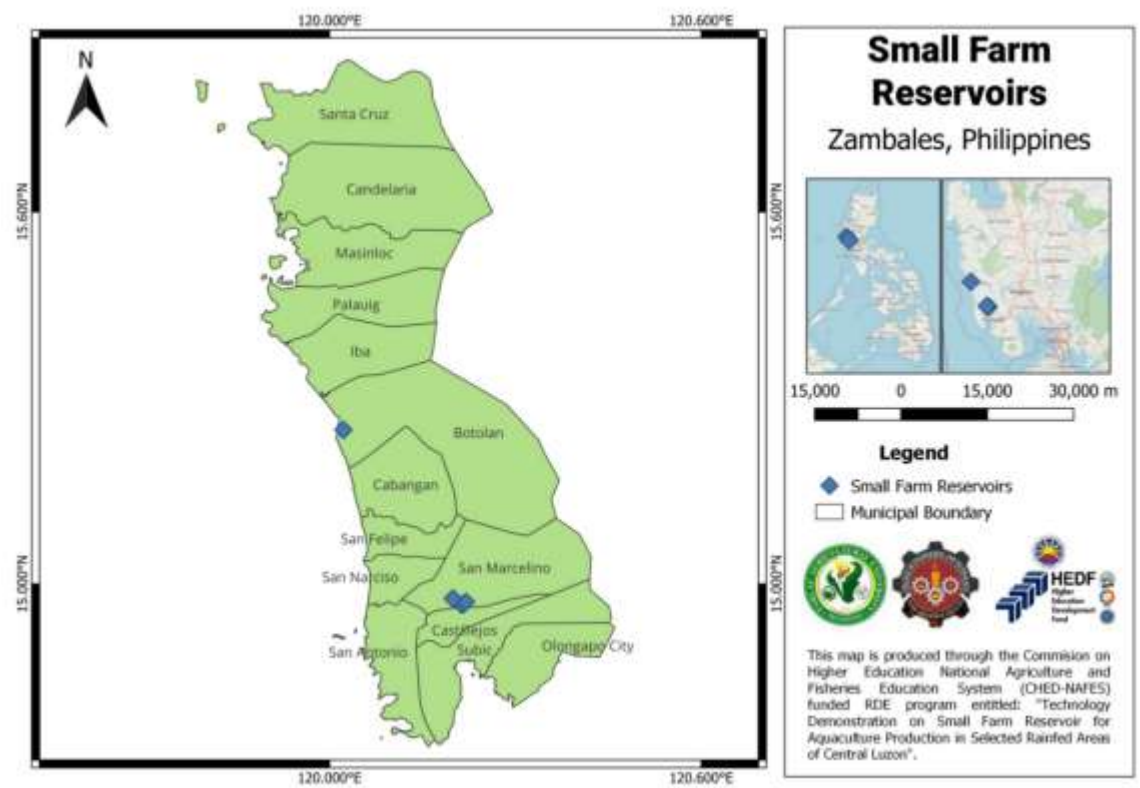 120.000°E
120.600°E
N
Santa Cruz
Candelaria
15.600°N
15.600°N
Masinloc
Palauig
Iba
Botolan
Cabangan
San Felipe
San Marcelino
San Narciso
15.000°N
15.000°N
Castillejos
San Antonio
Subic
Olongapo City
120.000°E
120.600°E
Small Farm
Reservoirs
Zambales, Philippines
15,000 0 15,000 30,000 m
Legend
Small Farm Reservoirs
Municipal Boundary
HEDF
Higher
Education
Development
Fund
This map is produced through the Commision on
Higher Education National Agriculture and
Fisheries Education System (CHED-NAFES)
funded RDE program entitled: "Technology
Demonstration on Small Farm Reservoir for
Aquaculture Production in Selected Rainfed Areas
of Central Luzon".